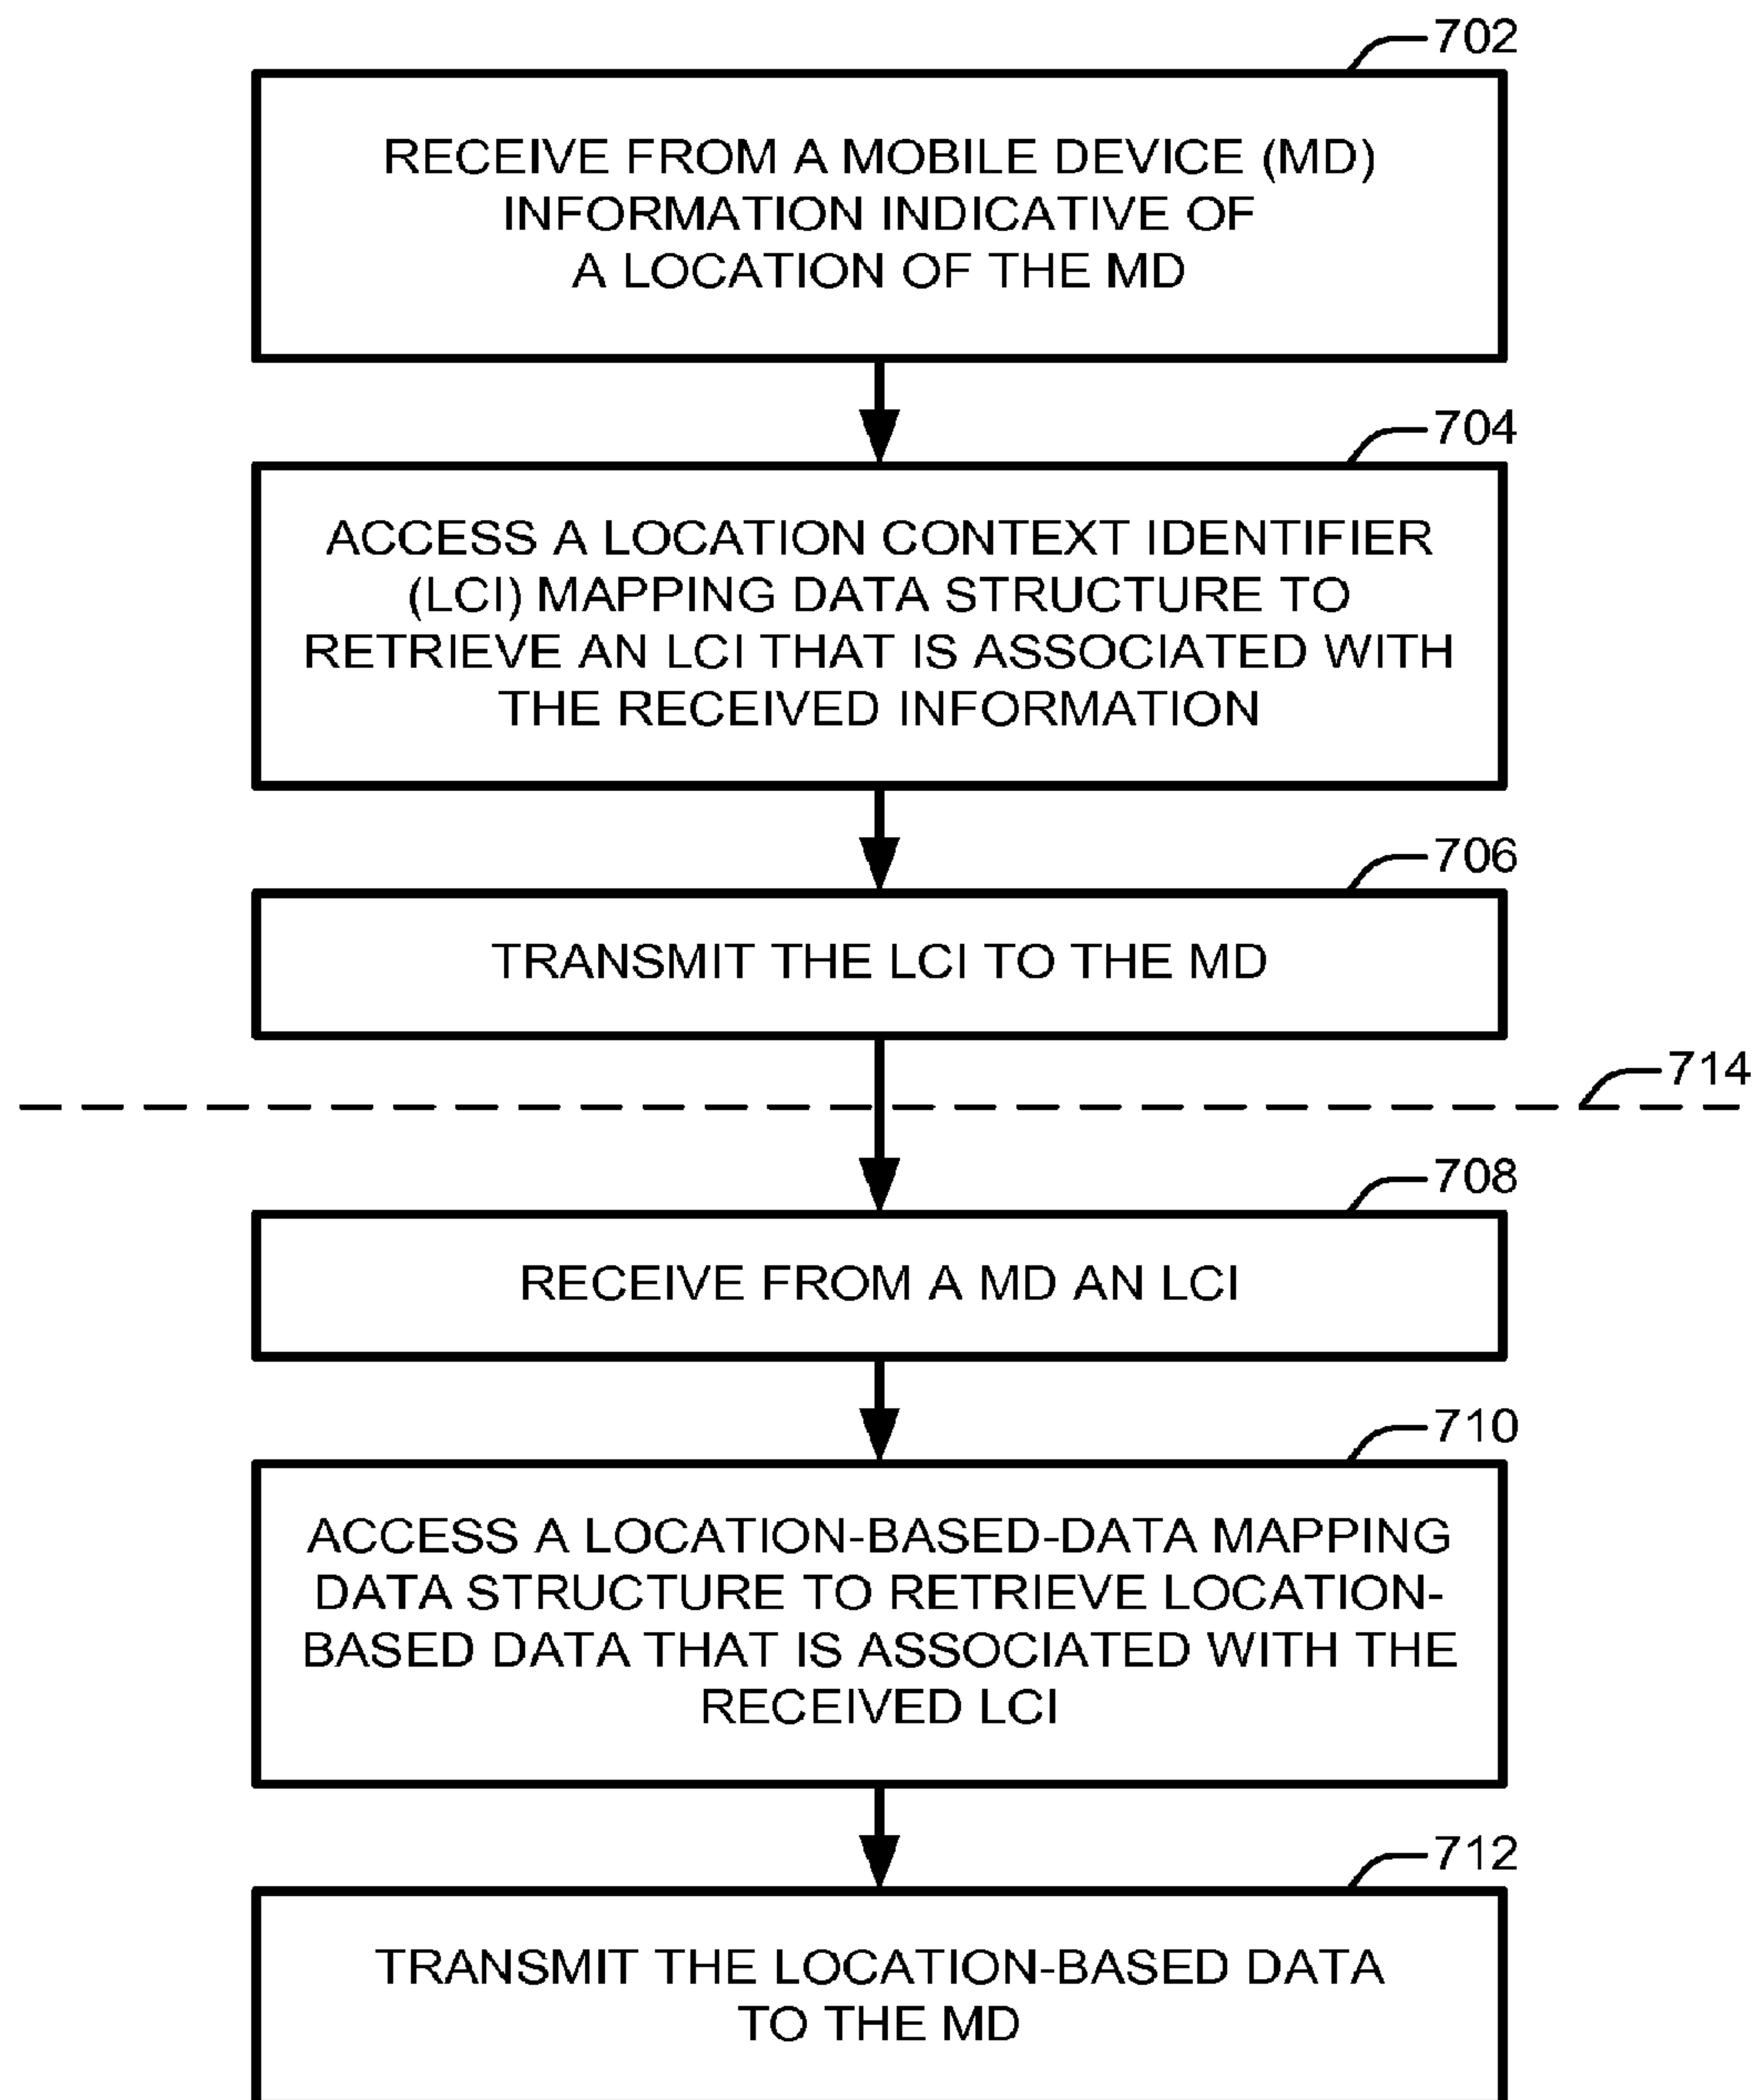 702
RECEIVE FROM A MOBILE DEVICE (MD)
INFORMATION INDICATIVE OF
A LOCATION OF THE MD
704
ACCESS A LOCATION CONTEXT IDENTIFIER
(LCI) MAPPING DATA STRUCTURE TO
RETRIEVE AN LCI THAT IS ASSOCIATED WITH
THE RECEIVED INFORMATION
706
TRANSMIT THE LCI TO THE MD
714
708
RECEIVE FROM A MD AN LCI
710
ACCESS A LOCATION-BASED-DATA MAPPING
DATA STRUCTURE TO RETRIEVE LOCATION-
BASED DATA THAT IS ASSOCIATED WITH THE
RECEIVED LCI
712
TRANSMIT THE LOCATION-BASED DATA
TO THE MD